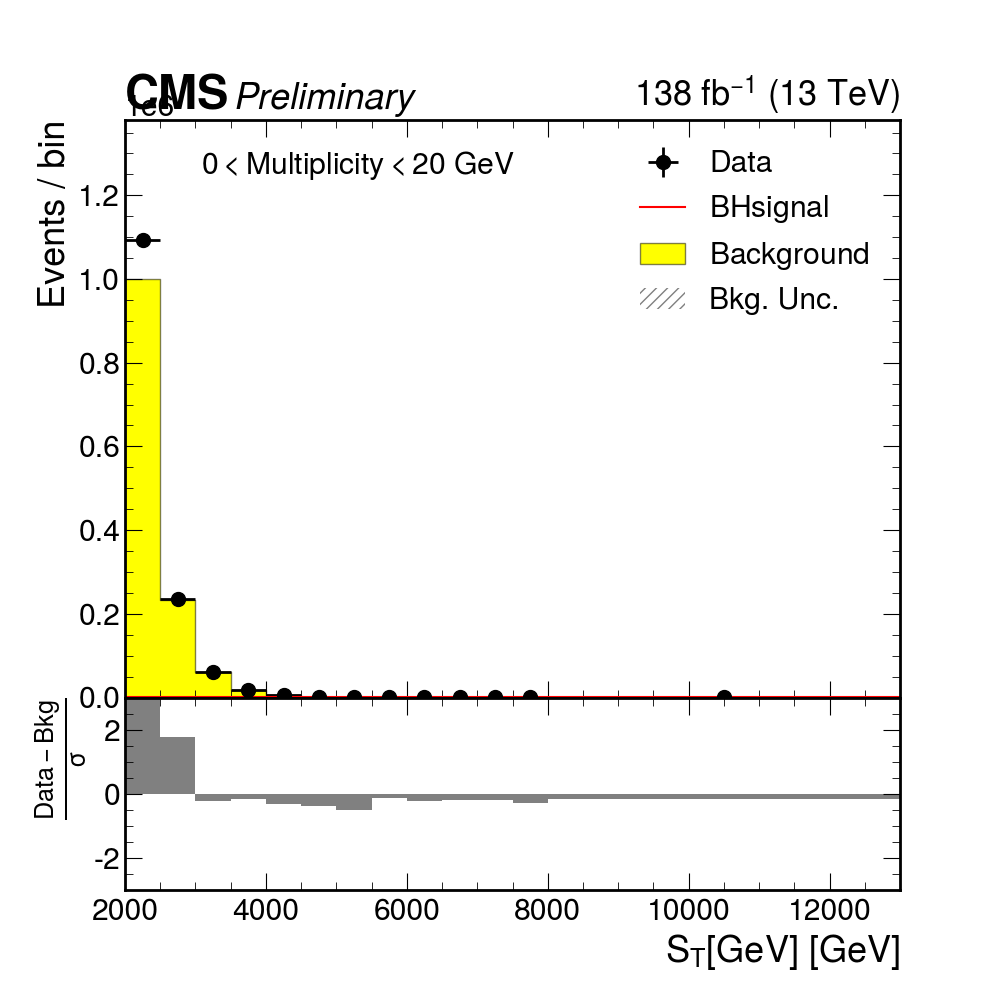 CMS Preliminary 138 fb⁻¹ (13 TeV)
1e6
Events / bin
0 < Multiplicity < 20 GeV
Data
BHsignal
Background
Bkg. Unc.
1.2
1.0
0.8
0.6
0.4
0.2
0.0
Data – Bkg
σ
2
0
-2
2000 4000 6000 8000 10000 12000
S_T[GeV] [GeV]